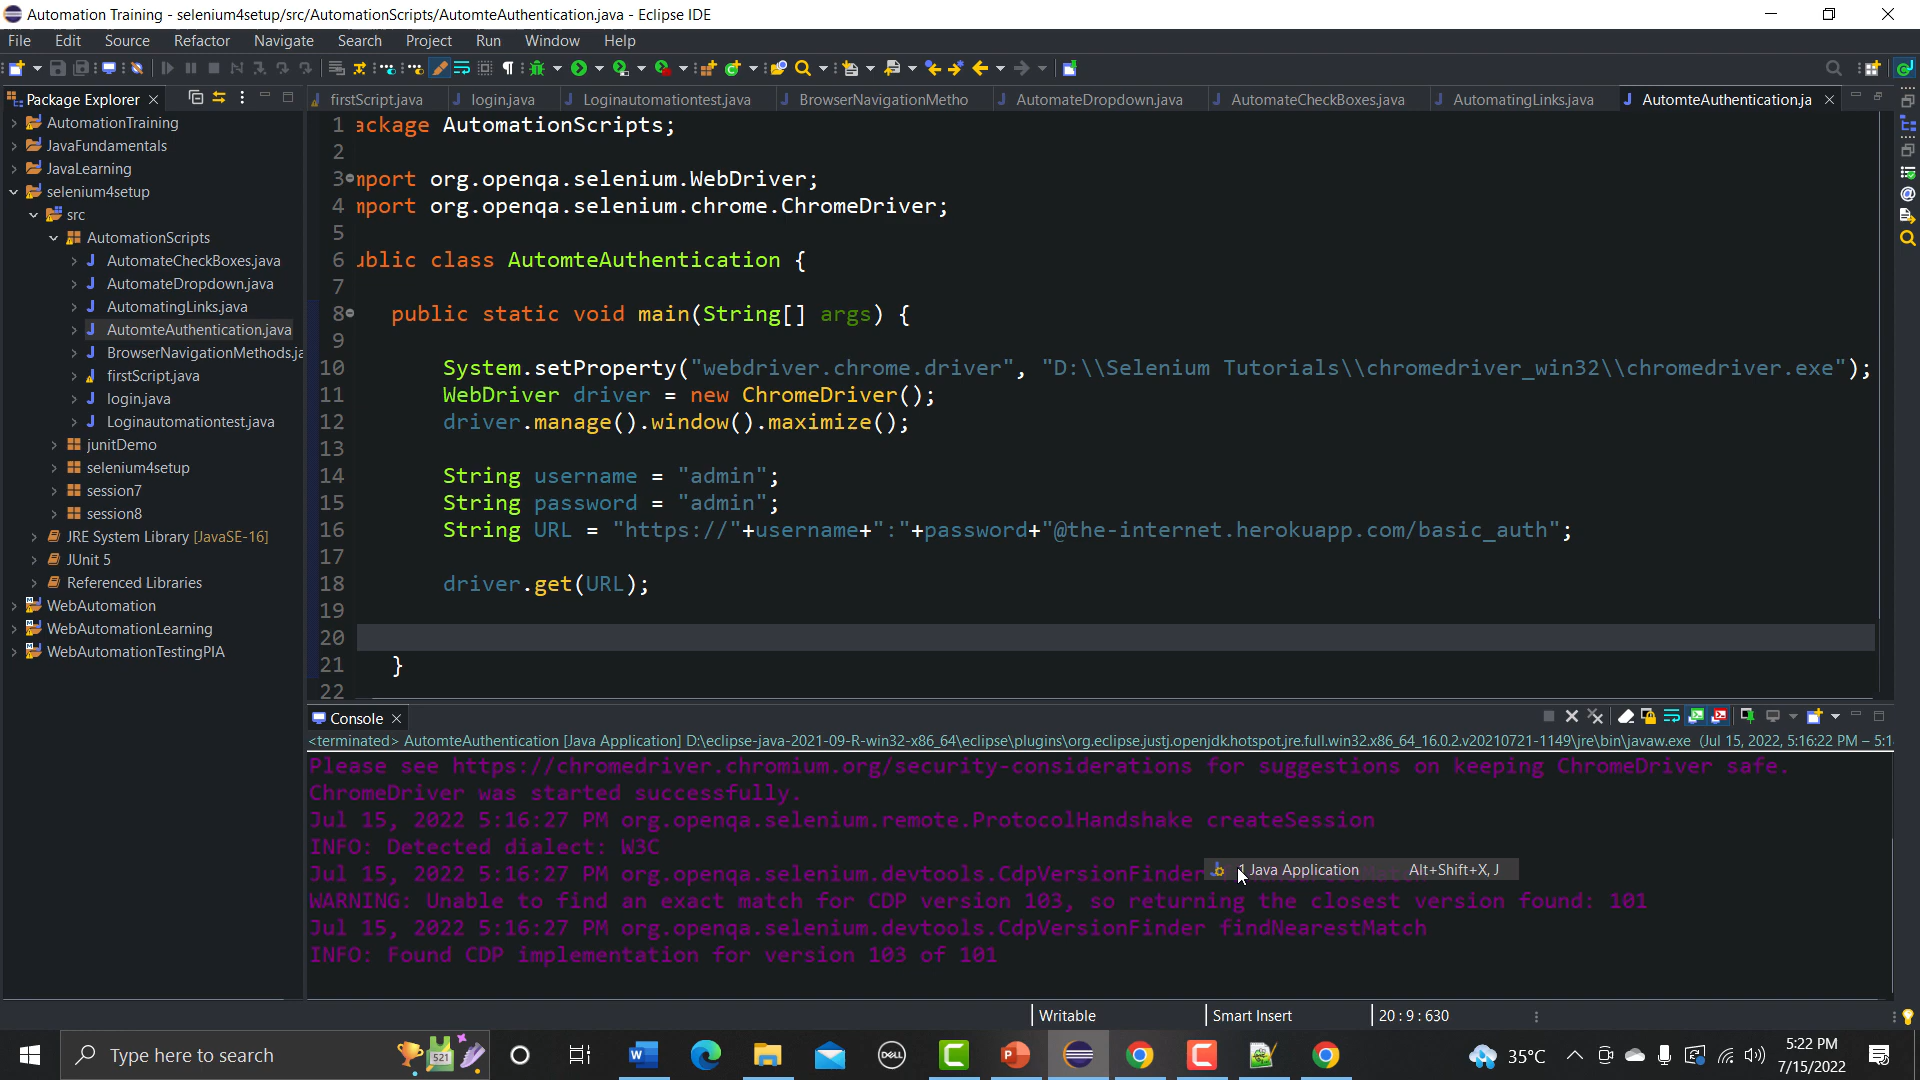 Automation Training - selenium4setup/src/AutomationScripts/AutomteAuthentication.java - Eclipse IDE
File Edit Source Refactor Navigate Search Project Run Window Help
Package Explorer
firstScript.java login.java Loginautomationtest.java BrowserNavigationMetho AutomateDropdown.java AutomateCheckBoxes.java AutomatingLinks.java AutomteAuthentication.ja
AutomationTraining
JavaFundamentals
JavaLearning
selenium4setup
src
AutomationScripts
AutomateCheckBoxes.java
AutomateDropdown.java
AutomatingLinks.java
AutomteAuthentication.java
BrowserNavigationMethods.ja
firstScript.java
login.java
Loginautomationtest.java
junitDemo
selenium4setup
session7
session8
JRE System Library [JavaSE-16]
JUnit 5
Referenced Libraries
WebAutomation
WebAutomationLearning
WebAutomationTestingPIA
1 ackage AutomationScripts;
2
3 mport org.openqa.selenium.WebDriver;
4 mport org.openqa.selenium.chrome.ChromeDriver;
5
6 ublic class AutomteAuthentication {
7
8 public static void main(String[] args) {
9
10 System.setProperty("webdriver.chrome.driver", "D:\\Selenium Tutorials\\chromedriver_win32\\chromedriver.exe");
11 WebDriver driver = new ChromeDriver();
12 driver.manage().window().maximize();
13
14 String username = "admin";
15 String password = "admin";
16 String URL = "https://"+username+":"+password+"@the-internet.herokuapp.com/basic_auth";
17
18 driver.get(URL);
19
20
21 }
22
Console
<terminated> AutomteAuthentication [Java Application] D:\eclipse-java-2021-09-R-win32-x86_64\eclipse\plugins\org.eclipse.justj.openjdk.hotspot.jre.full.win32.x86_64_16.0.2.v20210721-1149\jre\bin\javaw.exe (Jul 15, 2022, 5:16:22 PM – 5:1
Please see https://chromedriver.chromium.org/security-considerations for suggestions on keeping ChromeDriver safe.
ChromeDriver was started successfully.
Jul 15, 2022 5:16:27 PM org.openqa.selenium.remote.ProtocolHandshake createSession
INFO: Detected dialect: W3C
Jul 15, 2022 5:16:27 PM org.openqa.selenium.devtools.CdpVersionFinder
1 Java Application Alt+Shift+X, J
WARNING: Unable to find an exact match for CDP version 103, so returning the closest version found: 101
Jul 15, 2022 5:16:27 PM org.openqa.selenium.devtools.CdpVersionFinder findNearestMatch
INFO: Found CDP implementation for version 103 of 101
Writable Smart Insert 20 : 9 : 630
Type here to search
521
DELL
35°C
5:22 PM
7/15/2022